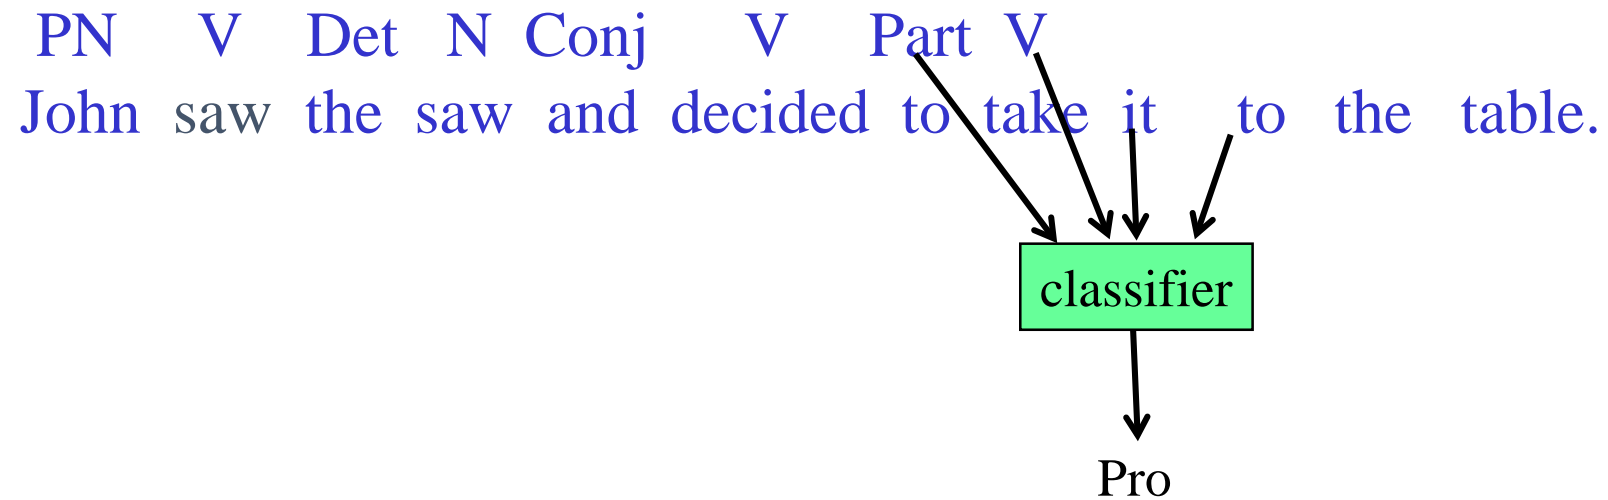 PN V Det N Conj V Part V
John saw the saw and decided to take it to the table.
classifier
Pro